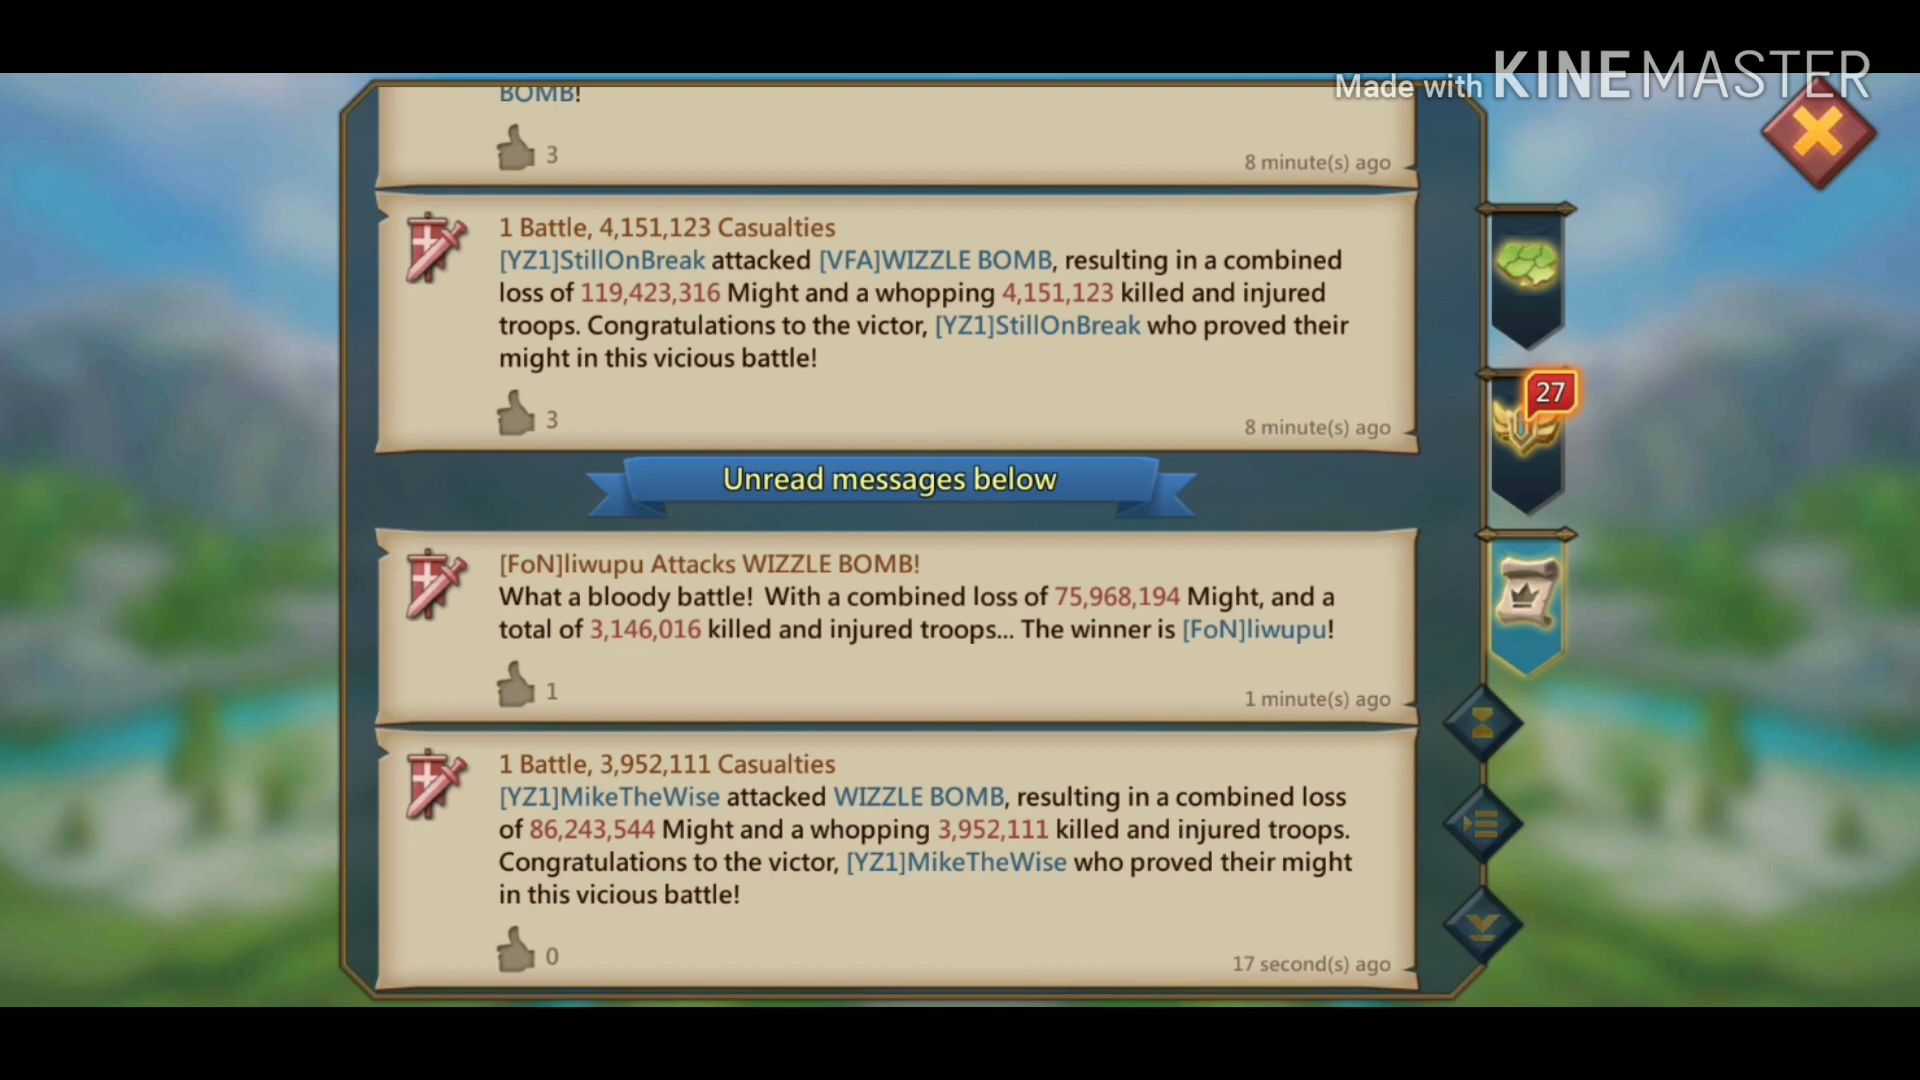 Made with KINEMASTER
BOMB!
3
8 minute(s) ago
1 Battle, 4,151,123 Casualties
[YZ1]StillOnBreak attacked [VFA]WIZZLE BOMB, resulting in a combined
loss of 119,423,316 Might and a whopping 4,151,123 killed and injured
troops. Congratulations to the victor, [YZ1]StillOnBreak who proved their
might in this vicious battle!
3
8 minute(s) ago
27
Unread messages below
[FoN]liwupu Attacks WIZZLE BOMB!
What a bloody battle! With a combined loss of 75,968,194 Might, and a
total of 3,146,016 killed and injured troops... The winner is [FoN]liwupu!
1
1 minute(s) ago
1 Battle, 3,952,111 Casualties
[YZ1]MikeTheWise attacked WIZZLE BOMB, resulting in a combined loss
of 86,243,544 Might and a whopping 3,952,111 killed and injured troops.
Congratulations to the victor, [YZ1]MikeTheWise who proved their might
in this vicious battle!
0
17 second(s) ago